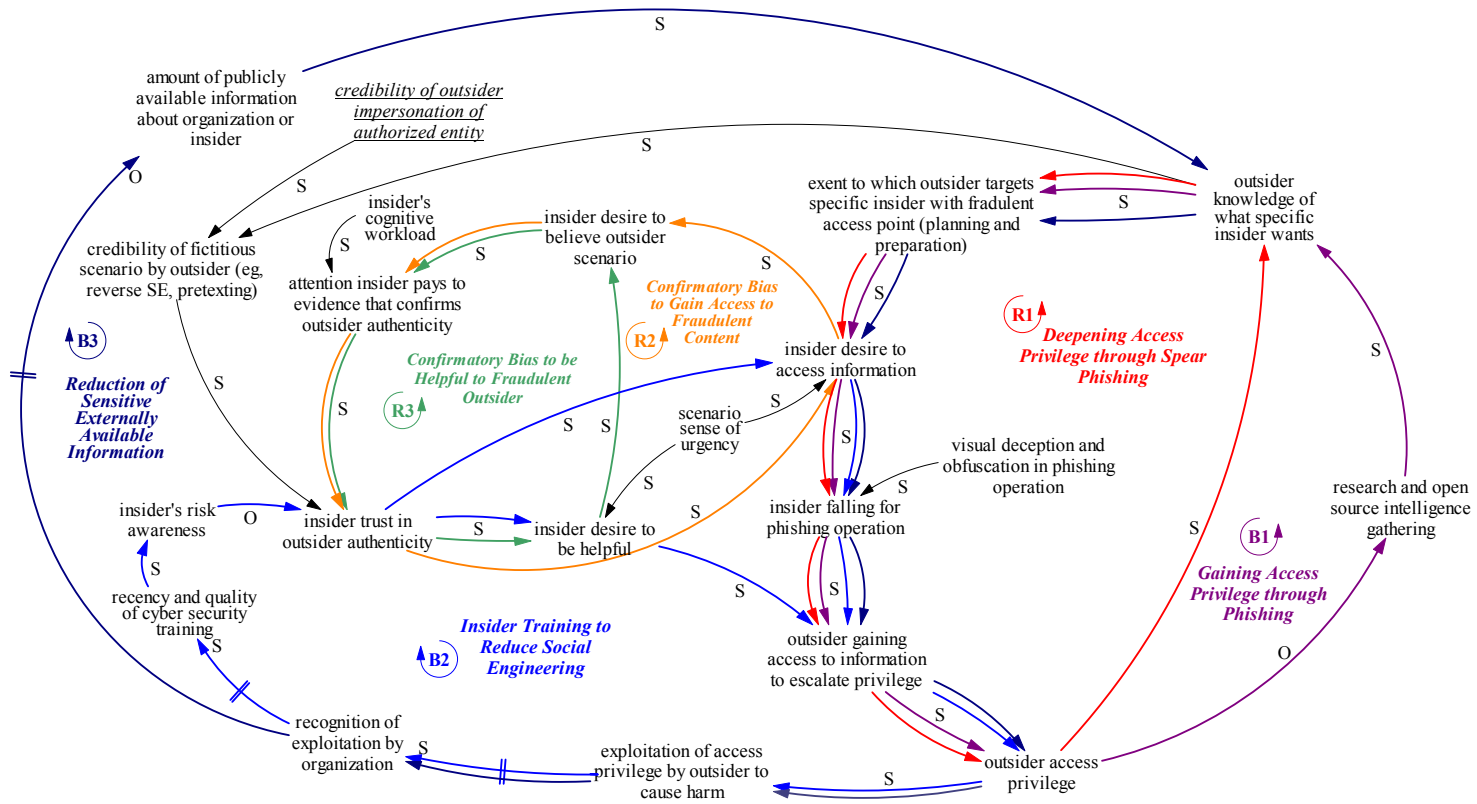 S
amount of publicly
available information
about organization or
insider
credibility of outsider
impersonation of
authorized entity
O
S
S
exent to which outsider targets
specific insider with fradulent
access point (planning and
preparation)
S
outsider
knowledge of
what specific
insider wants
insider's
cognitive
workload
S
insider desire to
believe outsider
scenario
S
S
credibility of fictitious
scenario by outsider (eg,
reverse SE, pretexting)
attention insider pays to
evidence that confirms
outsider authenticity
S
Confirmatory Bias
to Gain Access to
Fraudulent
Content
R2
R1
Deepening Access
Privilege through Spear
Phishing
B3
Reduction of
Sensitive
Externally
Available
Information
S
S
Confirmatory Bias to be
Helpful to Fraudulent
Outsider
R3
insider desire to
access information
S
S
scenario
sense of
urgency
S
S
S
S
visual deception and
obfuscation in phishing
operation
S
S
research and open
source intelligence
gathering
insider's risk
awareness
O
insider trust in
outsider authenticity
S
insider desire to
be helpful
S
insider falling for
phishing operation
S
B1
Gaining Access
Privilege through
Phishing
S
recency and quality
of cyber security
training
S
S
S
outsider gaining
access to information
to escalate privilege
O
B2
Insider Training to
Reduce Social
Engineering
S
recognition of
exploitation by
organization
S
exploitation of access
privilege by outsider to
cause harm
S
outsider access
privilege